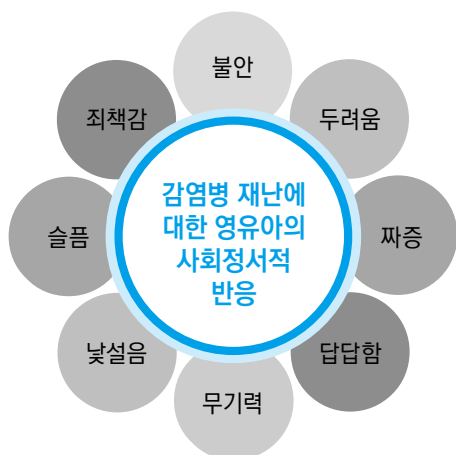 불안
두려움
짜증
답답함
무기력
낯설음
슬픔
죄책감
감염병 재난에
대한 영유아의
사회정서적
반응